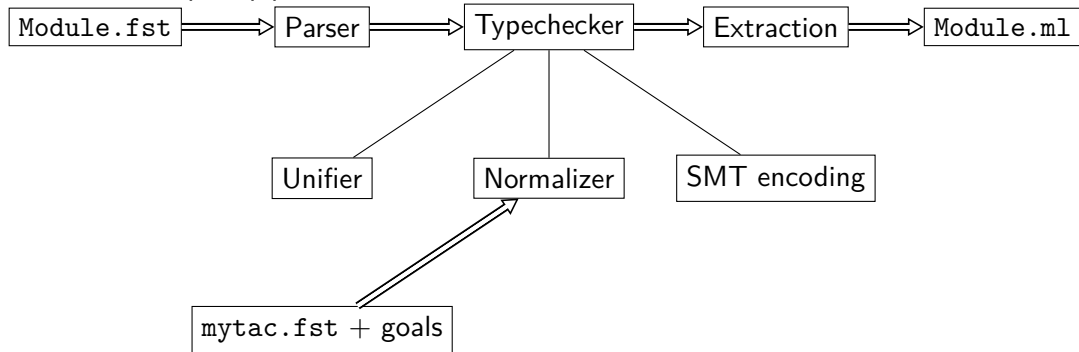 Module.fst Parser Typechecker Extraction Module.ml
Unifier Normalizer SMT encoding
mytac.fst + goals